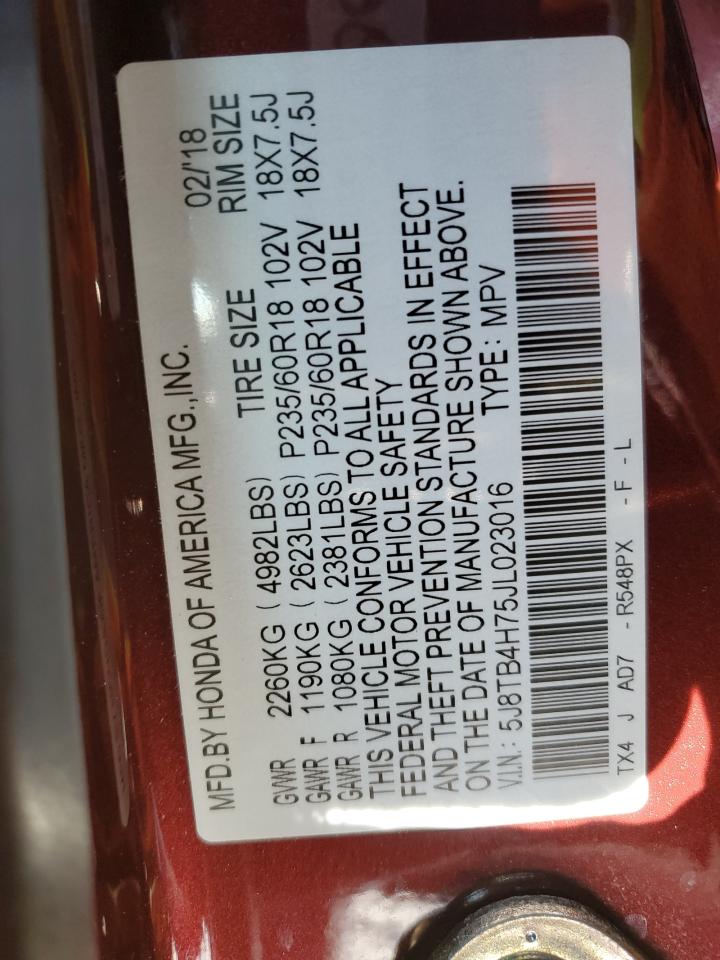 MFD.BY HONDA OF AMERICA MFG.,INC. 02/'18
GVWR 2260KG ( 4982LBS) TIRE SIZE RIM SIZE
GAWR F 1190KG ( 2623LBS) P235/60R18 102V 18X7.5J
GAWR R 1080KG ( 2381LBS) P235/60R18 102V 18X7.5J
THIS VEHICLE CONFORMS TO ALL APPLICABLE
FEDERAL MOTOR VEHICLE SAFETY
AND THEFT PREVENTION STANDARDS IN EFFECT
ON THE DATE OF MANUFACTURE SHOWN ABOVE.
V.I.N.: 5J8TB4H75JL023016 TYPE: MPV
TX4 J AD7 -R548PX -F-L